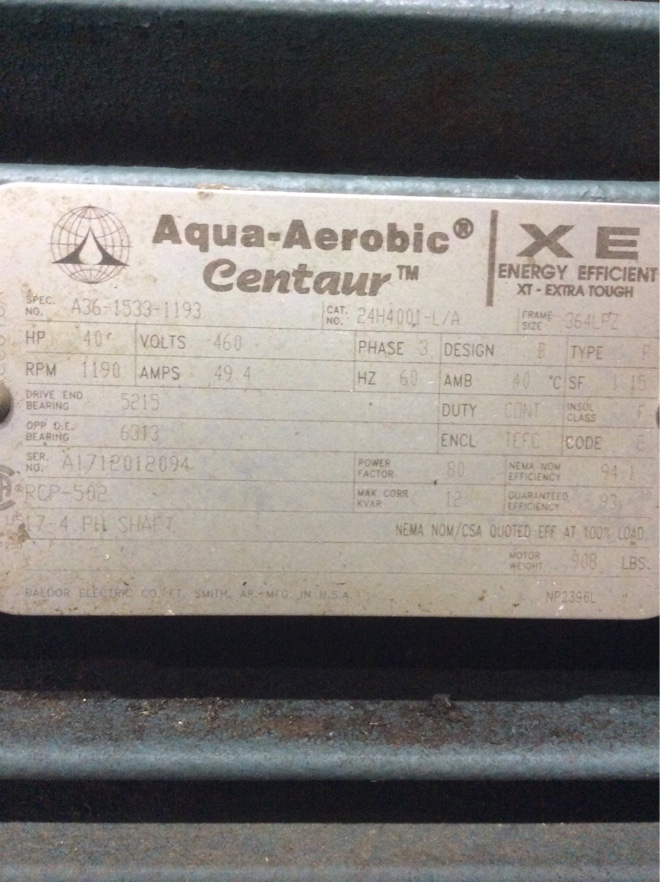 Aqua-Aerobic® XE
Centaur™ ENERGY EFFICIENT
XT - EXTRA TOUGH
SPEC. NO. A36-1533-1193 CAT. NO. 24H4001-L/A FRAME SIZE 364LPZ
HP 40 VOLTS 460 PHASE 3 DESIGN B TYPE P
RPM 1190 AMPS 49.4 HZ 60 AMB 40 °C SF 1.15
DRIVE END BEARING 5215 DUTY CONT INSUL CLASS F
OPP D.E. BEARING 6313 ENCL TEFC CODE
SER. NO. A1712012094 POWER FACTOR 80 NEMA NOM EFFICIENCY 94.1
RCP-502 MAX CORR KVAR 12 GUARANTEED EFFICIENCY 93
17-4 PH SHAFT NEMA NOM/CSA QUOTED EFF AT 100% LOAD
MOTOR WEIGHT 908 LBS.
BALDOR ELECTRIC CO. FT. SMITH, AR.-MFG. IN U.S.A. NP2396L